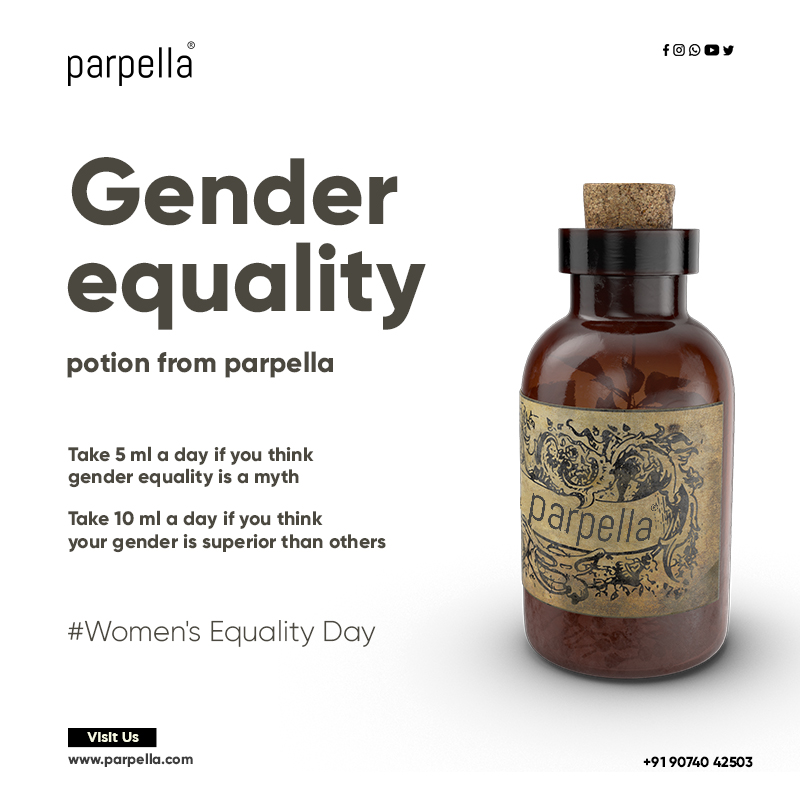 parpella®
Gender
equality
potion from parpella
Take 5 ml a day if you think
gender equality is a myth
Take 10 ml a day if you think
your gender is superior than others
#Women's Equality Day
parpella®
Visit Us
www.parpella.com
+91 90740 42503